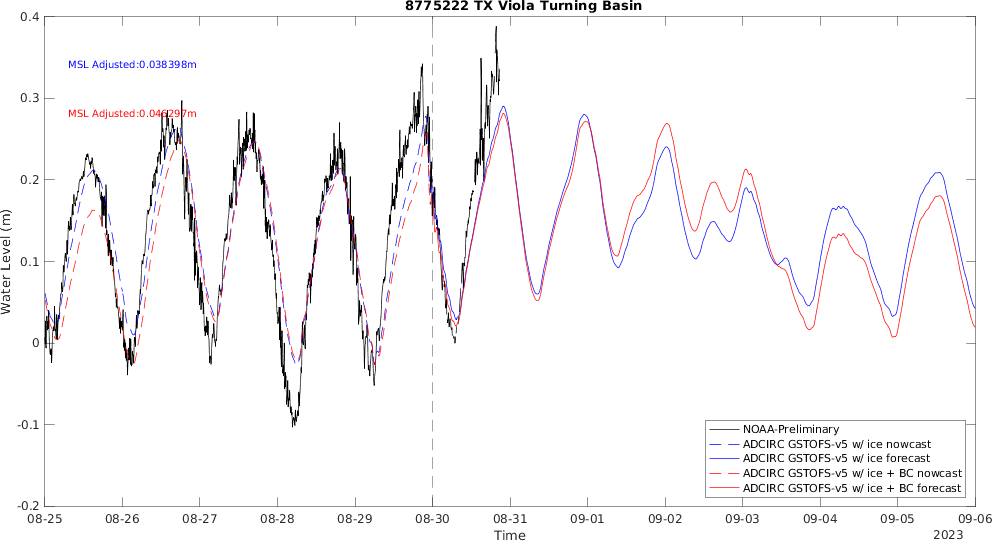 8775222 TX Viola Turning Basin
0.4
MSL Adjusted:0.038398m
0.3
MSL Adjusted:0.046297m
0.2
Water Level (m)
0.1
0
-0.1
NOAA-Preliminary
ADCIRC GSTOFS-v5 w/ ice nowcast
ADCIRC GSTOFS-v5 w/ ice forecast
ADCIRC GSTOFS-v5 w/ ice + BC nowcast
ADCIRC GSTOFS-v5 w/ ice + BC forecast
-0.2
08-25 08-26 08-27 08-28 08-29 08-30 08-31 09-01 09-02 09-03 09-04 09-05 09-06
Time
2023